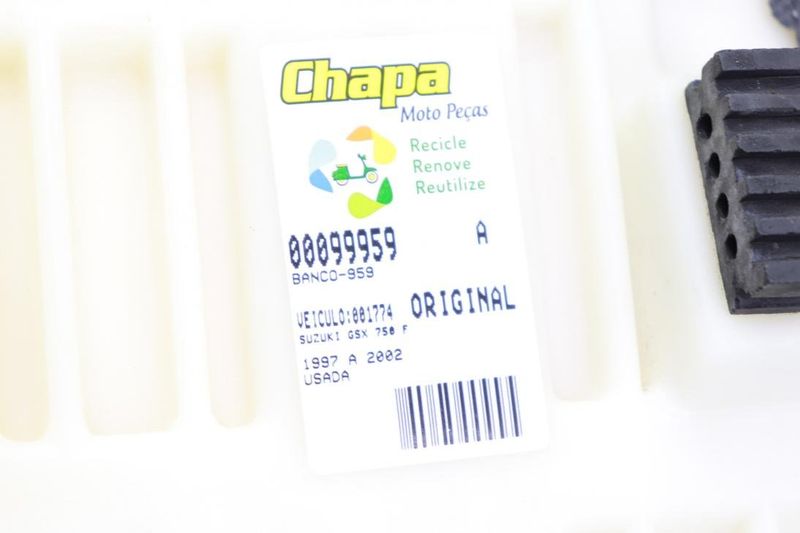 Chapa
Moto Peças
Recicle
Renove
Reutilize
00099959 A
BANCO-959
VEICULO:001774 ORIGINAL
SUZUKI GSX 750 F
1997 A 2002
USADA